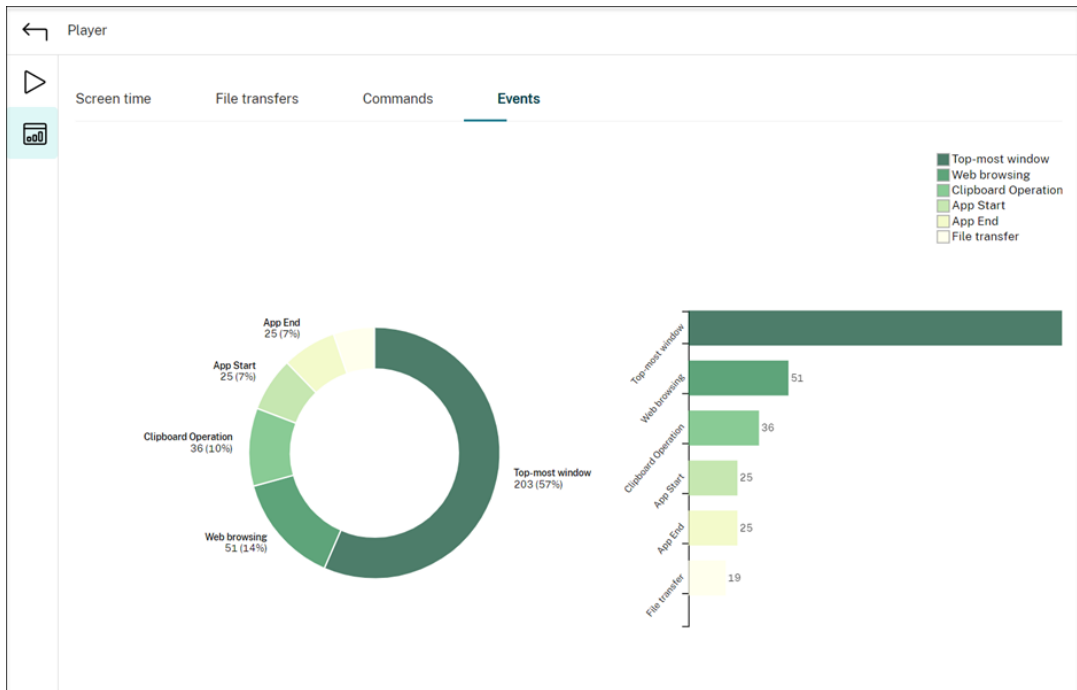 Player
Screen time
File transfers
Commands
Events
Top-most window
Web browsing
Clipboard Operation
App Start
App End
File transfer
App End
25 (7%)
App Start
25 (7%)
Clipboard Operation
36 (10%)
Web browsing
51 (14%)
Top-most window
203 (57%)
Top-most window
Web browsing
51
Clipboard Operation
36
App Start
25
App End
25
File transfer
19